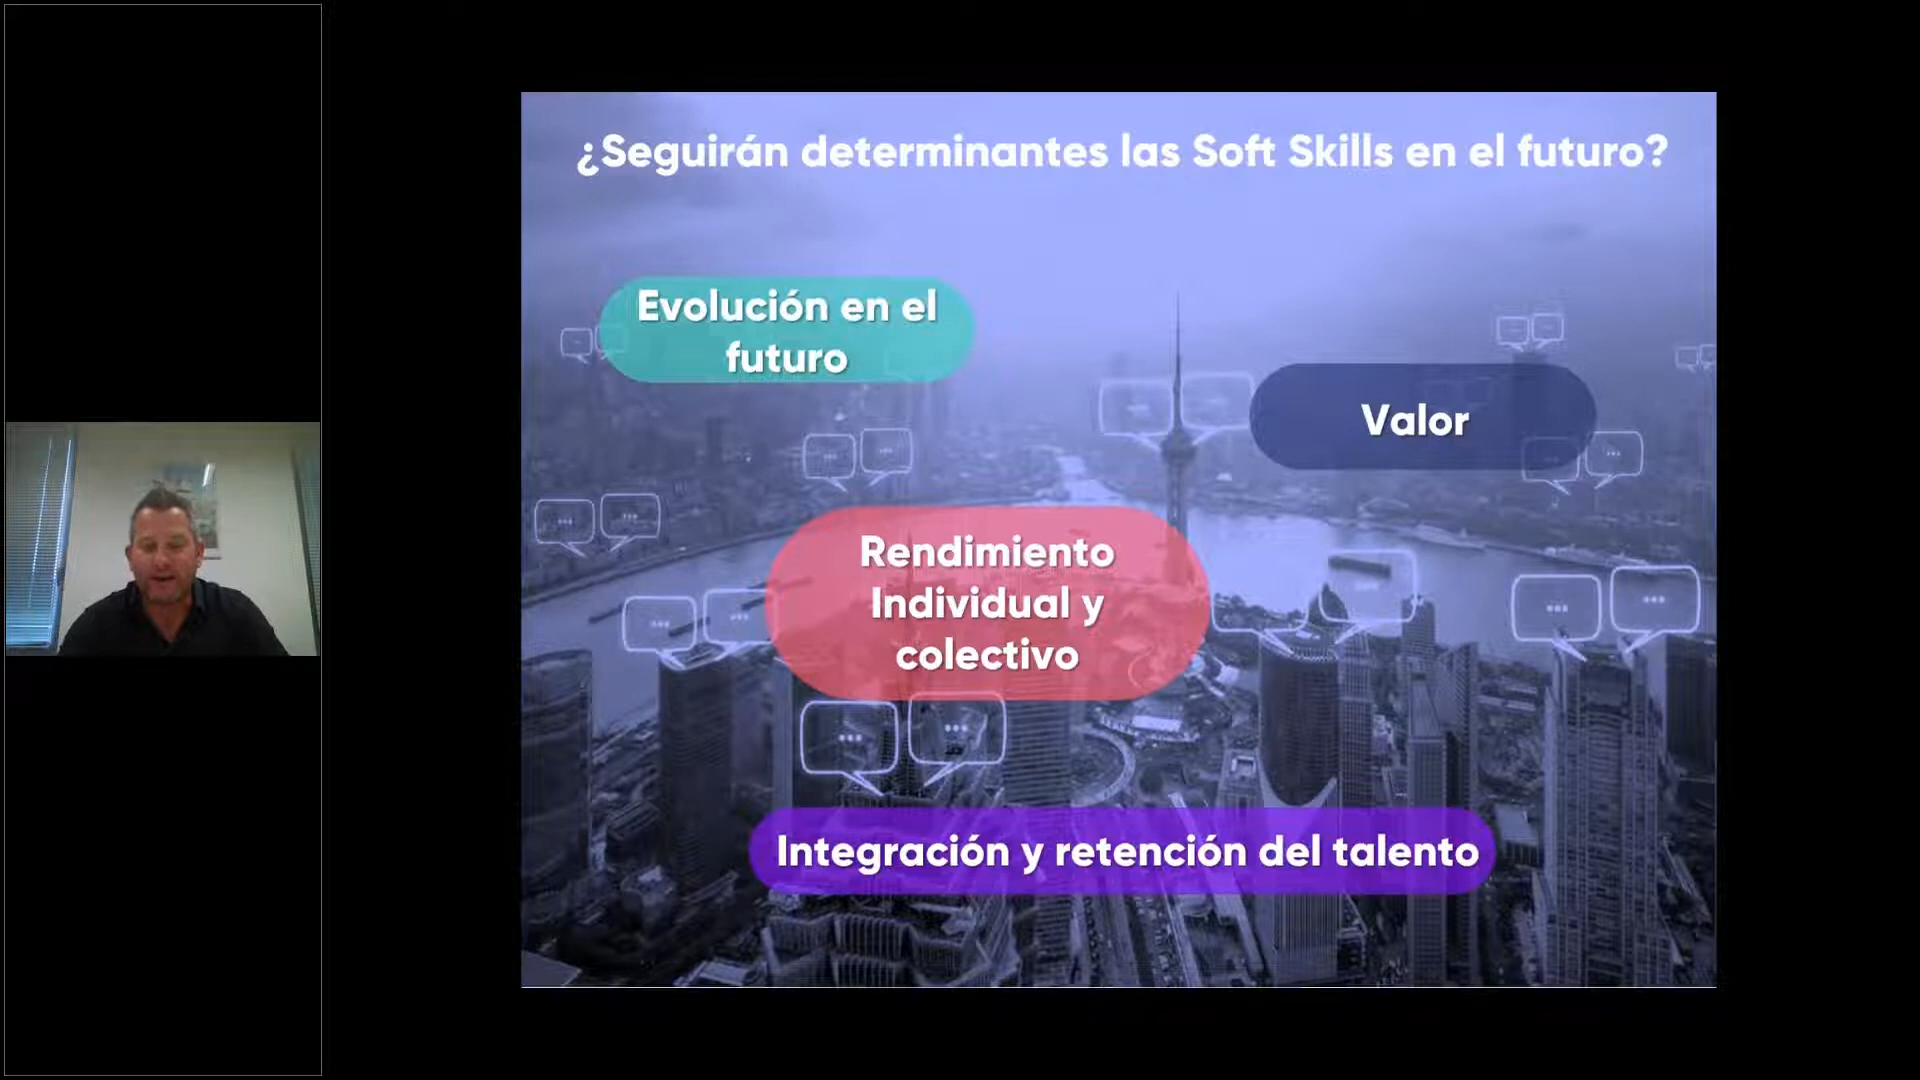 ¿Seguirán determinantes las Soft Skills en el futuro?
Evolución en el
futuro
Valor
Rendimiento
Individual y
colectivo
Integración y retención del talento